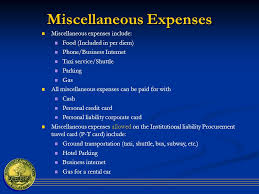 Miscellaneous Expenses
Miscellaneous expenses include:
Food (Included in per diem)
Phone/Business Internet
Taxi service/Shuttle
Parking
Gas
All miscellaneous expenses can be paid for with
Cash
Personal credit card
Personal liability corporate card
Miscellaneous expenses allowed on the Institutional liability Procurement
travel card (P-T card) include:
Ground transportation (taxi, shuttle, bus, subway, etc.)
Hotel Parking
Business internet
Gas for a rental car